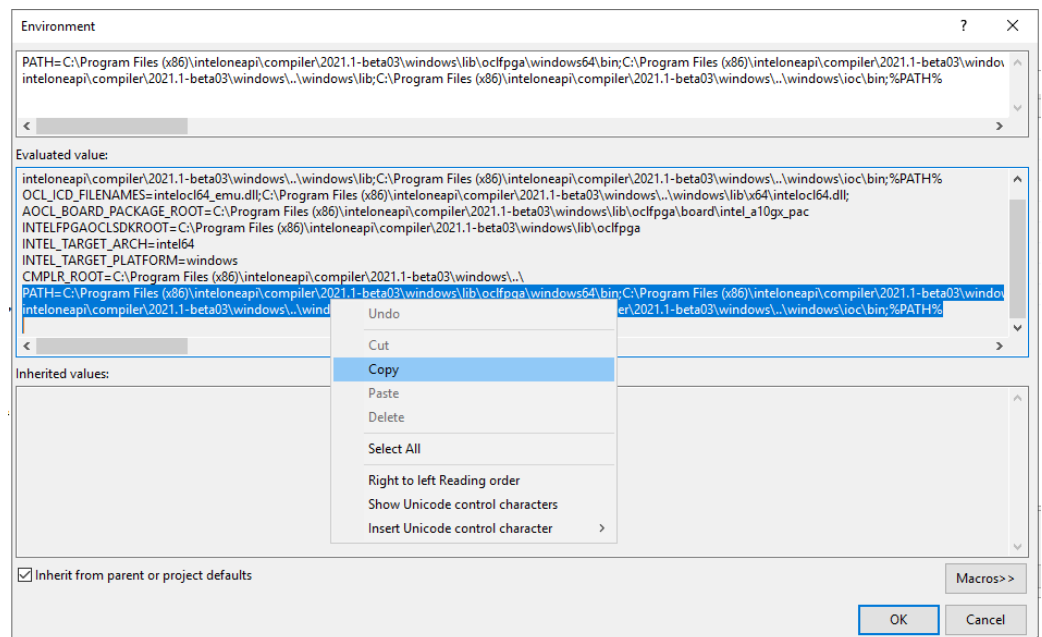 Environment
PATH=C:\Program Files (x86)\inteloneapi\compiler\2021.1-beta03\windows\lib\oclfpga\windows64\bin;C:\Program Files (x86)\inteloneapi\compiler\2021.1-beta03\window
inteloneapi\compiler\2021.1-beta03\windows\..\windows\lib;C:\Program Files (x86)\inteloneapi\compiler\2021.1-beta03\windows\..\windows\ioc\bin;%PATH%
Evaluated value:
inteloneapi\compiler\2021.1-beta03\windows\..\windows\lib;C:\Program Files (x86)\inteloneapi\compiler\2021.1-beta03\windows\..\windows\ioc\bin;%PATH%
OCL_ICD_FILENAMES=intelocl64_emu.dll;C:\Program Files (x86)\inteloneapi\compiler\2021.1-beta03\windows\..\windows\lib\x64\intelocl64.dll;
AOCL_BOARD_PACKAGE_ROOT=C:\Program Files (x86)\inteloneapi\compiler\2021.1-beta03\windows\lib\oclfpga\board\intel_a10gx_pac
INTELFPGAOCLSDKROOT=C:\Program Files (x86)\inteloneapi\compiler\2021.1-beta03\windows\lib\oclfpga
INTEL_TARGET_ARCH=intel64
INTEL_TARGET_PLATFORM=windows
CMPLR_ROOT=C:\Program Files (x86)\inteloneapi\compiler\2021.1-beta03\windows\..\
PATH=C:\Program Files (x86)\inteloneapi\compiler\2021.1-beta03\windows\lib\oclfpga\windows64\bin;C:\Program Files (x86)\inteloneapi\compiler\2021.1-beta03\window
inteloneapi\compiler\2021.1-beta03\windows\..\wind er\2021.1-beta03\windows\..\windows\ioc\bin;%PATH%
Undo
Cut
Copy
Paste
Delete
Select All
Right to left Reading order
Show Unicode control characters
Insert Unicode control character
Inherited values:
Inherit from parent or project defaults
Macros>>
OK
Cancel